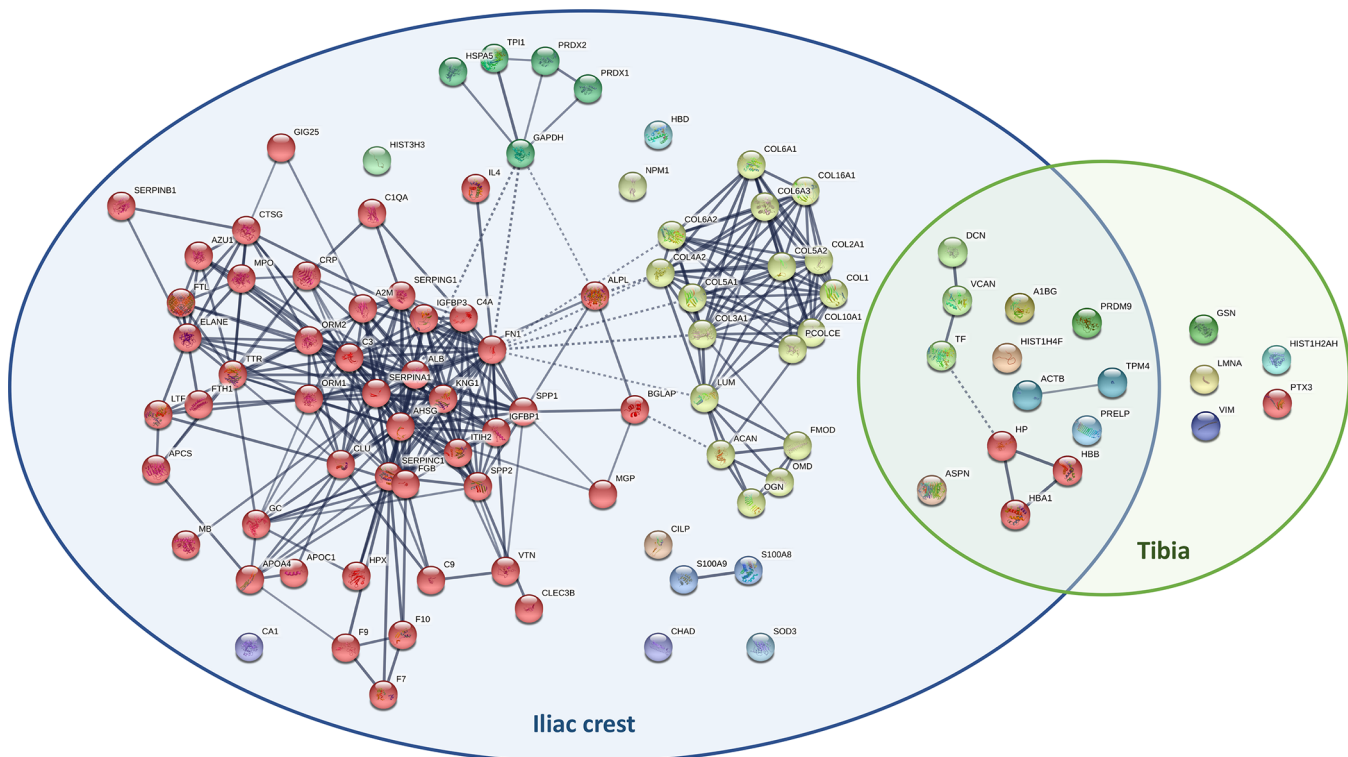 TPI1
PRDX2
HSPA5
PRDX1
HBD
GIG25
GAPDH
HIST3H3
COL6A1
NPM1
IL4
COL16A1
SERPINB1
COL6A3
C1QA
CTSG
COL6A2
DCN
AZU1
COL2A1
COL5A2
MPO
CRP
COL4A2
SERPING1
ALPL
COL1
FTL
A2M
COL5A1
VCAN
A1BG
IGFBP3
C4A
PRDM9
GSN
ORM2
ELANE
COL3A1
COL10A1
PCOLCE
FN1
TF
HIST1H4F
HIST1H2AH
C3
ALB
TTR
LMNA
SERPINA1
ACTB
TPM4
FTH1
ORM1
KNG1
LUM
PTX3
LTF
SPP1
BGLAP
IGFBP1
AHSG
PRELP
VIM
FMOD
HP
ITIH2
ACAN
APCS
CLU
SERPINC1
FGB
OMD
HBB
SPP2
MGP
ASPN
OGN
HBA1
GC
MB
CILP
Tibia
APOA4
APOC1
HPX
C9
VTN
S100A9
S100A8
CLEC3B
CA1
F9
F10
CHAD
SOD3
F7
Iliac crest